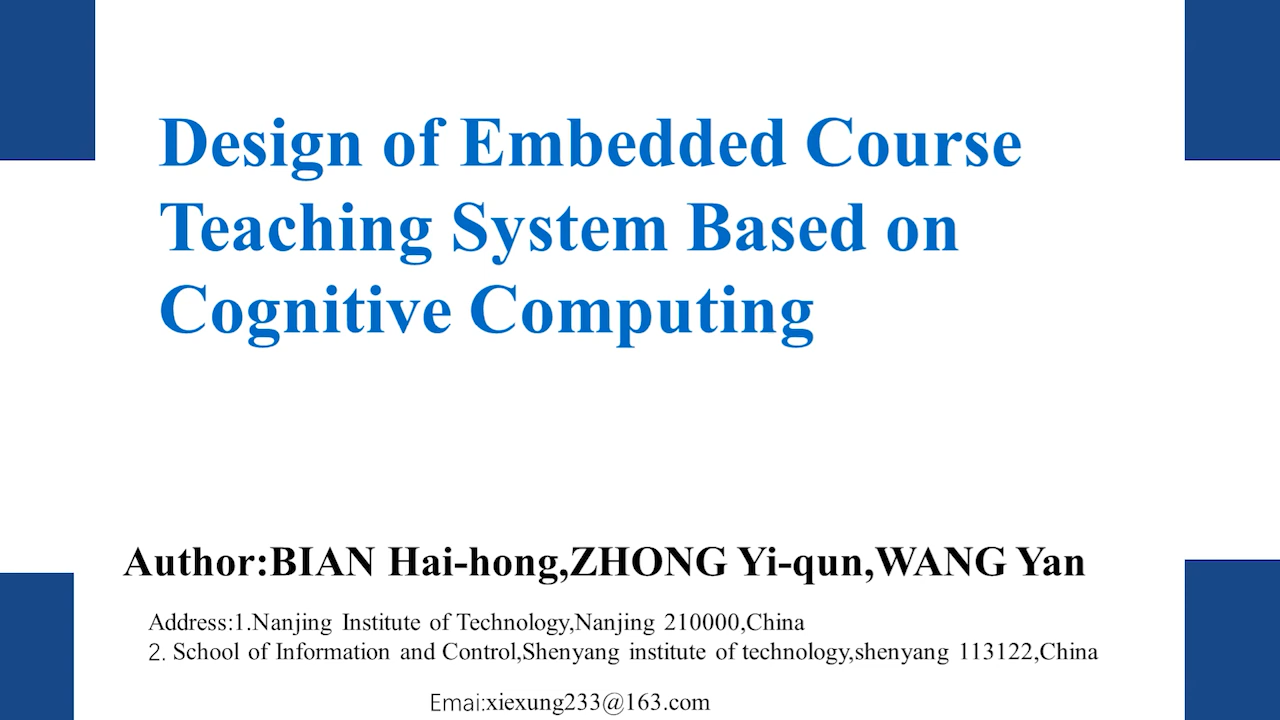 Design of Embedded Course
Teaching System Based on
Cognitive Computing
Author:BIAN Hai-hong,ZHONG Yi-qun,WANG Yan
Address:1.Nanjing Institute of Technology,Nanjing 210000,China
2. School of Information and Control,Shenyang institute of technology,shenyang 113122,China
Emai:xiexung233@163.com